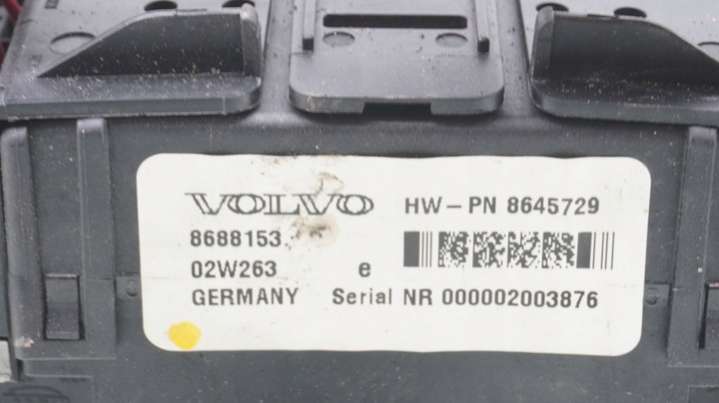 VOLVO HW-PN 8645729
8688153
02W263 e
GERMANY Serial NR 000002003876